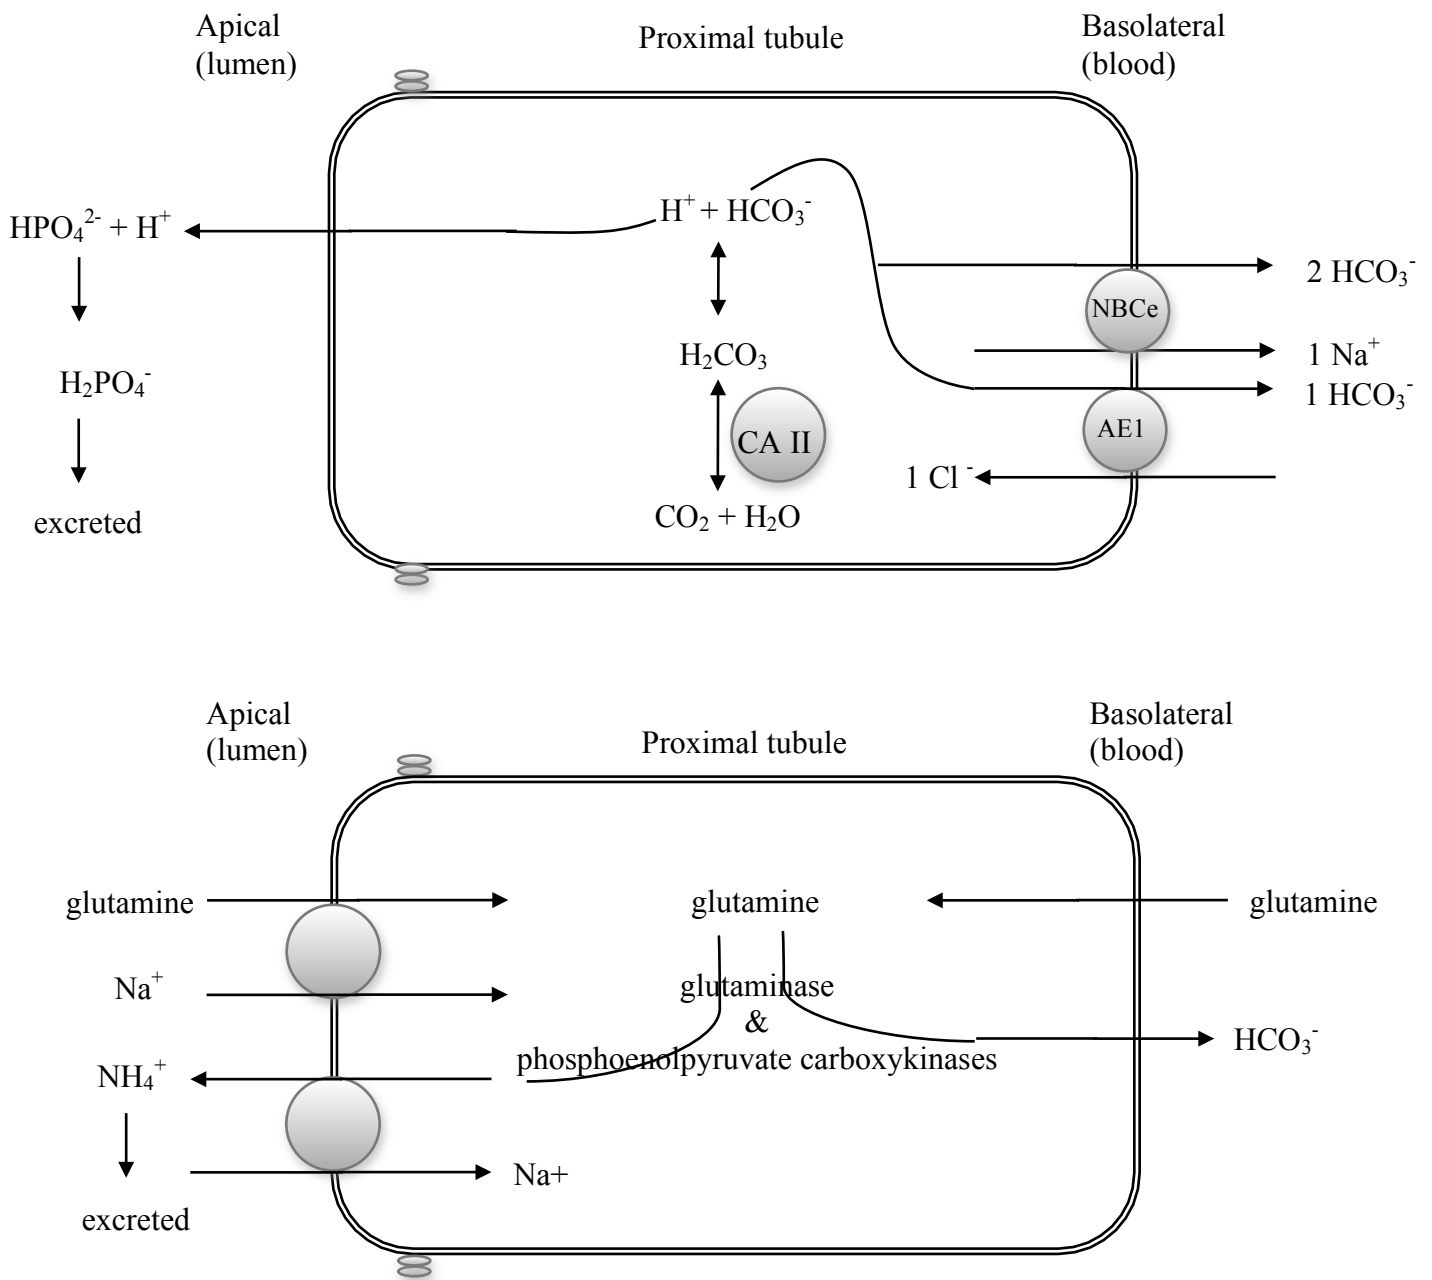 Apical
(lumen)
Proximal tubule
Basolateral
(blood)
HPO₄²⁻ + H⁺
H⁺ + HCO₃⁻
2 HCO₃⁻
NBCe
1 Na⁺
H₂CO₃
H₂PO₄⁻
1 HCO₃⁻
CA II
AE1
1 Cl ⁻
CO₂ + H₂O
excreted
Apical
(lumen)
Proximal tubule
Basolateral
(blood)
glutamine
glutamine
glutamine
Na⁺
glutaminase
&
phosphoenolpyruvate carboxykinases
HCO₃⁻
NH₄⁺
Na+
excreted